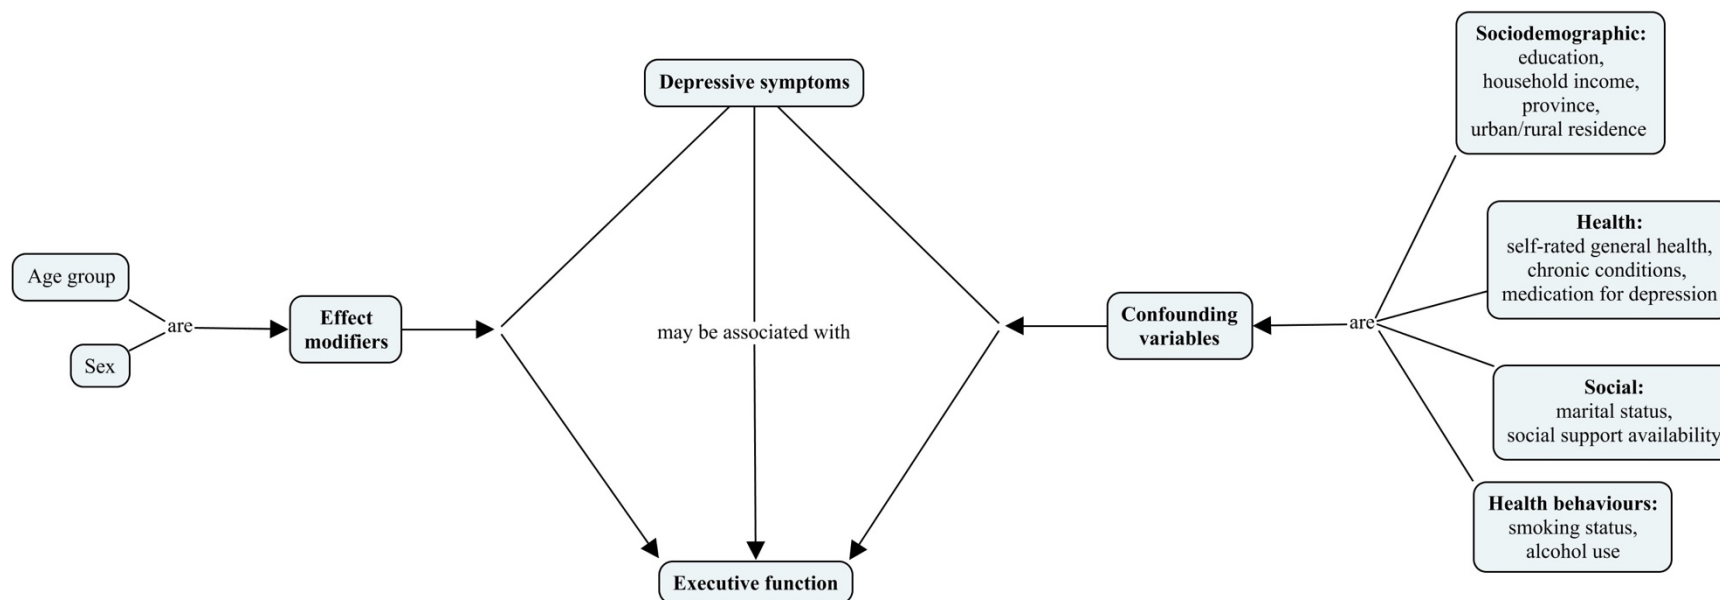 Sociodemographic:
education,
household income,
province,
urban/rural residence
Depressive symptoms
Health:
self-rated general health,
chronic conditions,
medication for depression
Age group
Sex
are
Effect
modifiers
may be associated with
Confounding
variables
are
Social:
marital status,
social support availability
Health behaviours:
smoking status,
alcohol use
Executive function